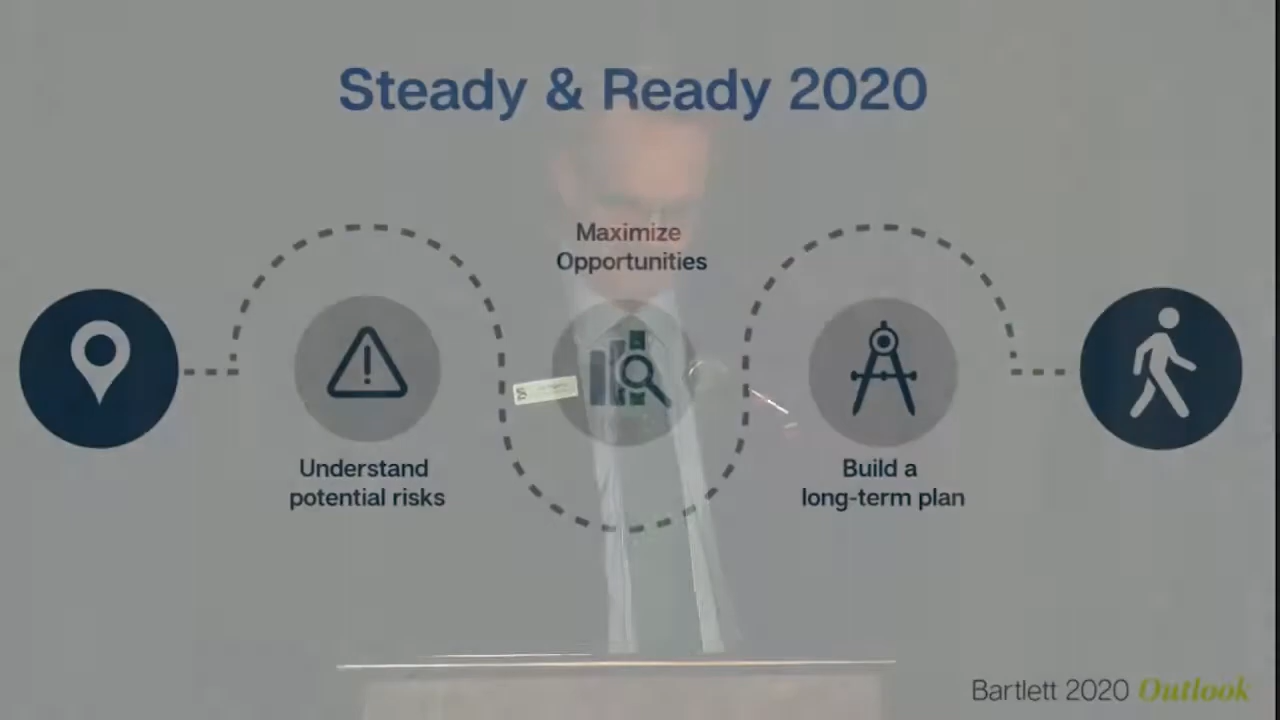 Steady & Ready 2020
Maximize
Opportunities
Understand
potential risks
Build a
long-term plan
Bartlett 2020 Outlook